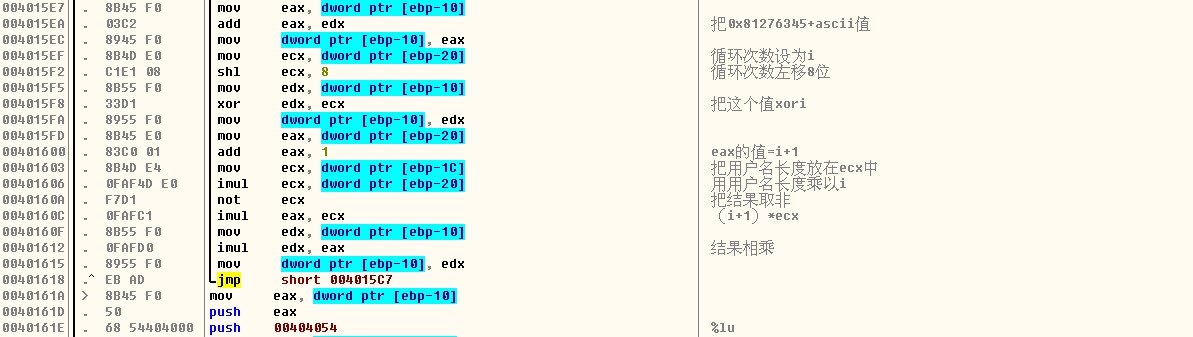 004015E7 . 8B45 F0 mov eax, dword ptr [ebp-10]
004015EA . 03C2 add eax, edx 把0x81276345+ascii值
004015EC . 8945 F0 mov dword ptr [ebp-10], eax
004015EF . 8B4D E0 mov ecx, dword ptr [ebp-20] 循环次数设为i
004015F2 . C1E1 08 shl ecx, 8 循环次数左移8位
004015F5 . 8B55 F0 mov edx, dword ptr [ebp-10]
004015F8 . 33D1 xor edx, ecx 把这个值xori
004015FA . 8955 F0 mov dword ptr [ebp-10], edx
004015FD . 8B45 E0 mov eax, dword ptr [ebp-20]
00401600 . 83C0 01 add eax, 1 eax的值=i+1
00401603 . 8B4D E4 mov ecx, dword ptr [ebp-1C] 把用户名长度放在ecx中
00401606 . 0FAF4D E0 imul ecx, dword ptr [ebp-20] 用用户名长度乘以i
0040160A . F7D1 not ecx 把结果取非
0040160C . 0FAFC1 imul eax, ecx (i+1) *ecx
0040160F . 8B55 F0 mov edx, dword ptr [ebp-10]
00401612 . 0FAFD0 imul edx, eax 结果相乘
00401615 . 8955 F0 mov dword ptr [ebp-10], edx
00401618 .^ EB AD jmp short 004015C7
0040161A > 8B45 F0 mov eax, dword ptr [ebp-10]
0040161D . 50 push eax
0040161E . 68 54404000 push 00404054 %lu